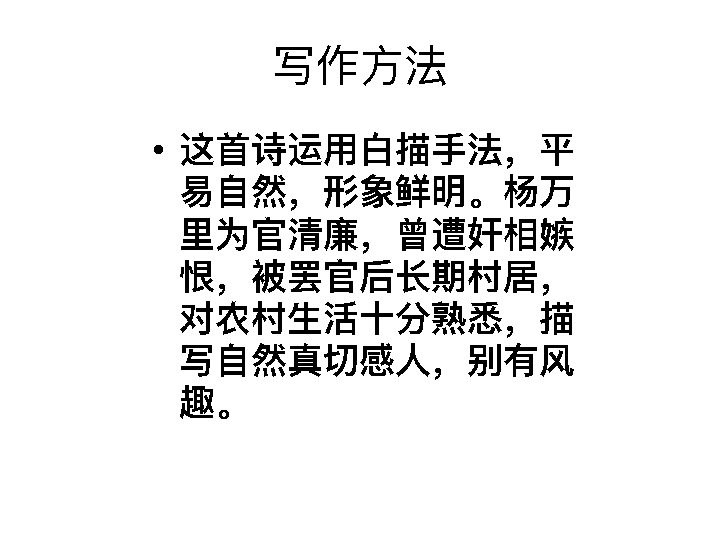 写作方法
• 这首诗运用白描手法，平
易自然，形象鲜明。杨万
里为官清廉，曾遭奸相嫉
恨，被罢官后长期村居，
对农村生活十分熟悉，描
写自然真切感人，别有风
趣。